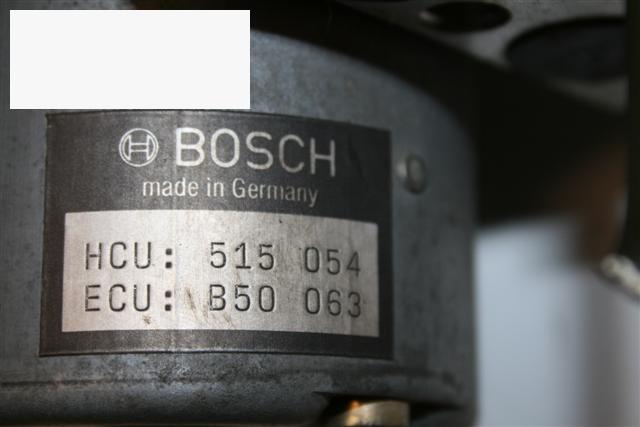 BOSCH
made in Germany
HCU: 515 054
ECU: B50 063